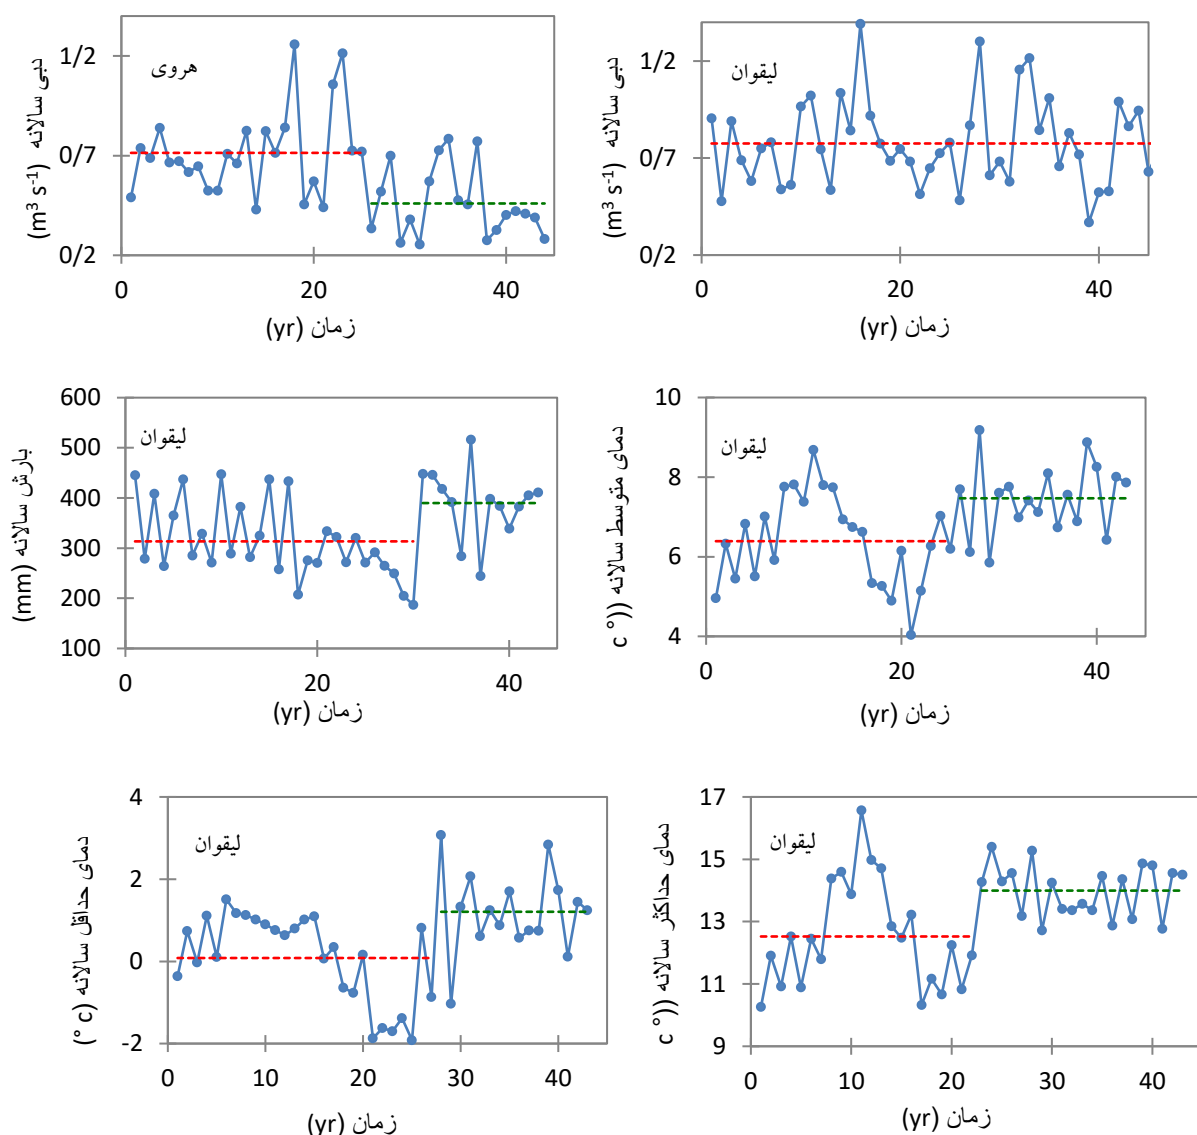 دبی سالانه (m³ s⁻¹)
1/2
0/7
0/2
هروی
0 20 40
زمان (yr)
دبی سالانه (m³ s⁻¹)
1/2
0/7
0/2
لیقوان
0 20 40
زمان (yr)
بارش سالانه (mm)
600
500
400
300
200
100
لیقوان
0 20 40
زمان (yr)
دمای متوسط سالانه ((° c
10
8
6
4
لیقوان
0 20 40
زمان (yr)
دمای حداقل سالانه (° c)
4
2
0
-2
لیقوان
0 10 20 30 40
زمان (yr)
دمای حداکثر سالانه ((° c
17
15
13
11
9
لیقوان
0 10 20 30 40
زمان (yr)